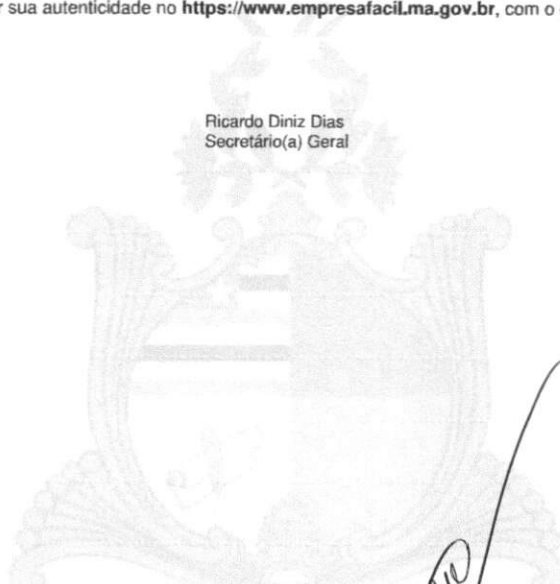 r sua autenticidade no https://www.empresafacil.ma.gov.br, com o
Ricardo Diniz Dias
Secretário(a) Geral